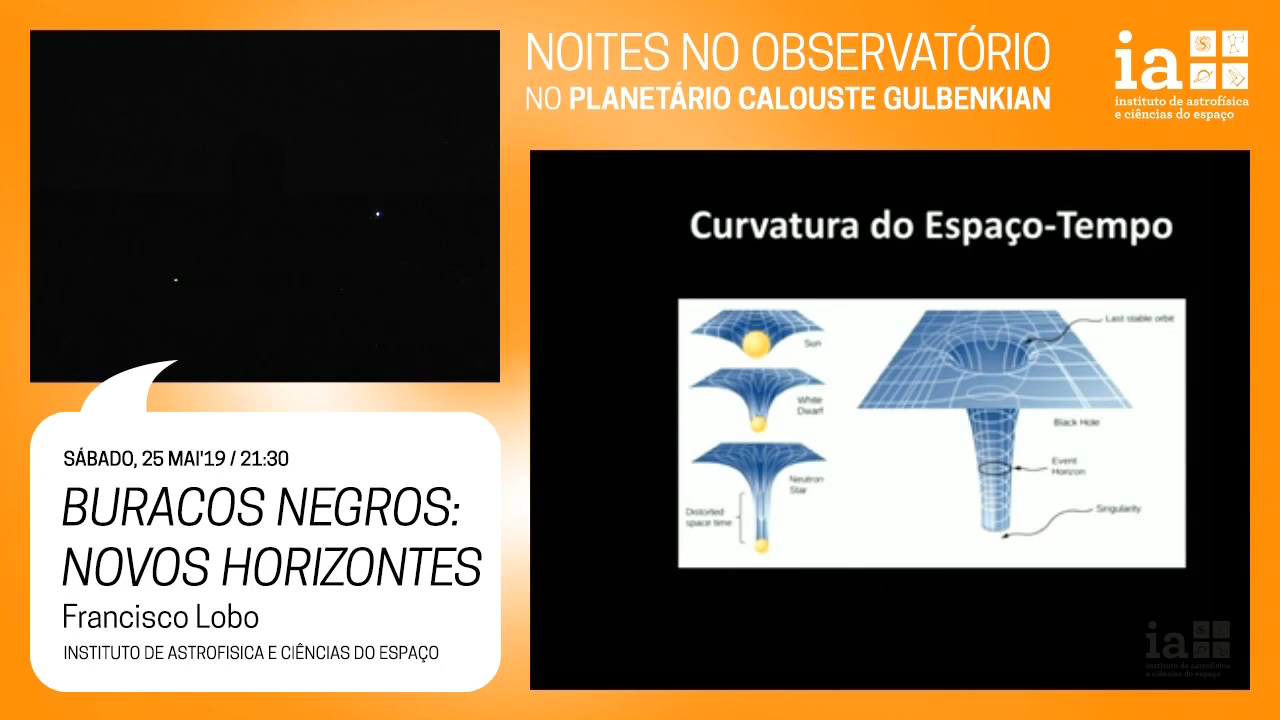 NOITES NO OBSERVATÓRIO
NO PLANETÁRIO CALOUSTE GULBENKIAN
ia
instituto de astrofísica
e ciências do espaço
Curvatura do Espaço-Tempo
Sun
White
Dwarf
Neutron
Star
Distorted
space time
Last stable orbit
Black Hole
Event
Horizon
Singularity
SÁBADO, 25 MAI'19 / 21:30
BURACOS NEGROS:
NOVOS HORIZONTES
Francisco Lobo
INSTITUTO DE ASTROFISICA E CIÊNCIAS DO ESPAÇO
ia
instituto de astrofísica
e ciências do espaço